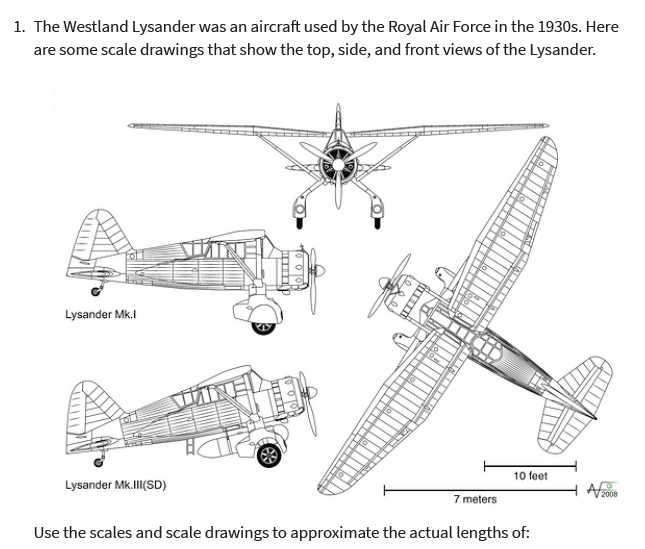 1. The Westland Lysander was an aircraft used by the Royal Air Force in the 1930s. Here
are some scale drawings that show the top, side, and front views of the Lysander.
Lysander Mk.I
Lysander Mk.III(SD)
10 feet
7 meters
2008
Use the scales and scale drawings to approximate the actual lengths of: